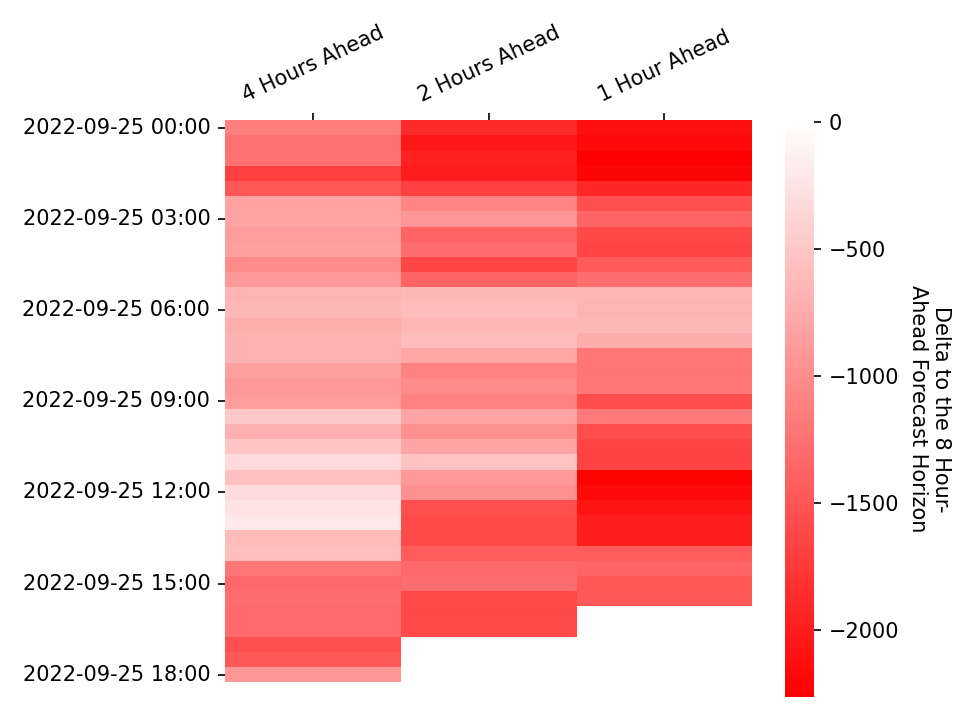 4 Hours Ahead
2 Hours Ahead
1 Hour Ahead
2022-09-25 00:00
2022-09-25 03:00
2022-09-25 06:00
2022-09-25 09:00
2022-09-25 12:00
2022-09-25 15:00
2022-09-25 18:00
0
−500
−1000
−1500
−2000
Delta to the 8 Hour-
Ahead Forecast Horizon